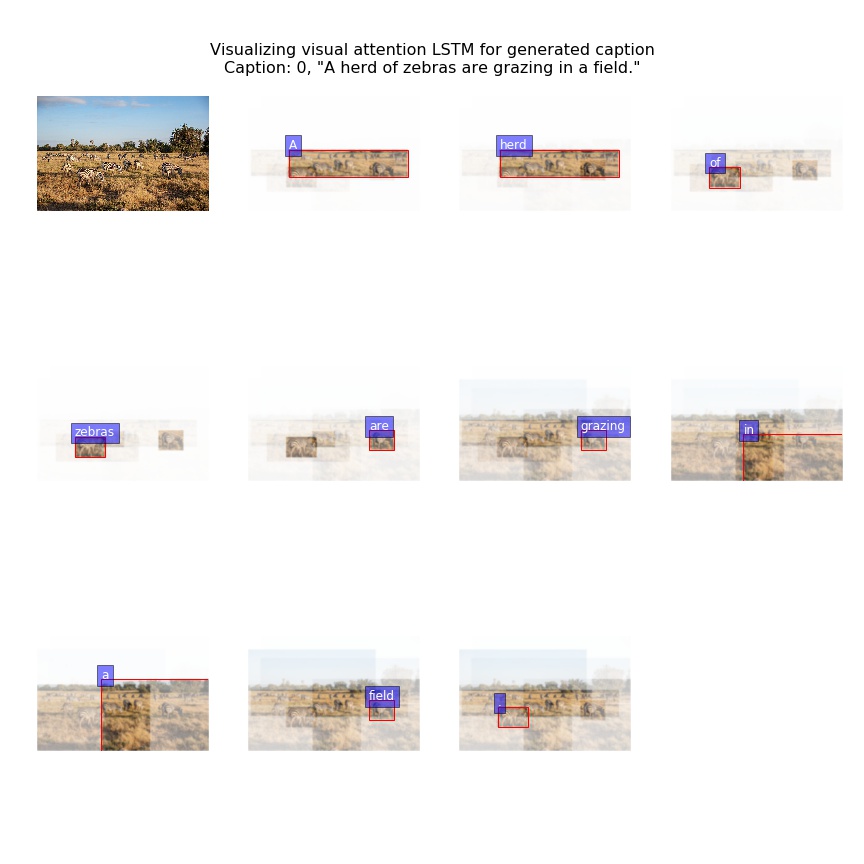 Visualizing visual attention LSTM for generated caption
Caption: 0, "A herd of zebras are grazing in a field."
A
herd
of
zebras
are
grazing
in
a
field
.